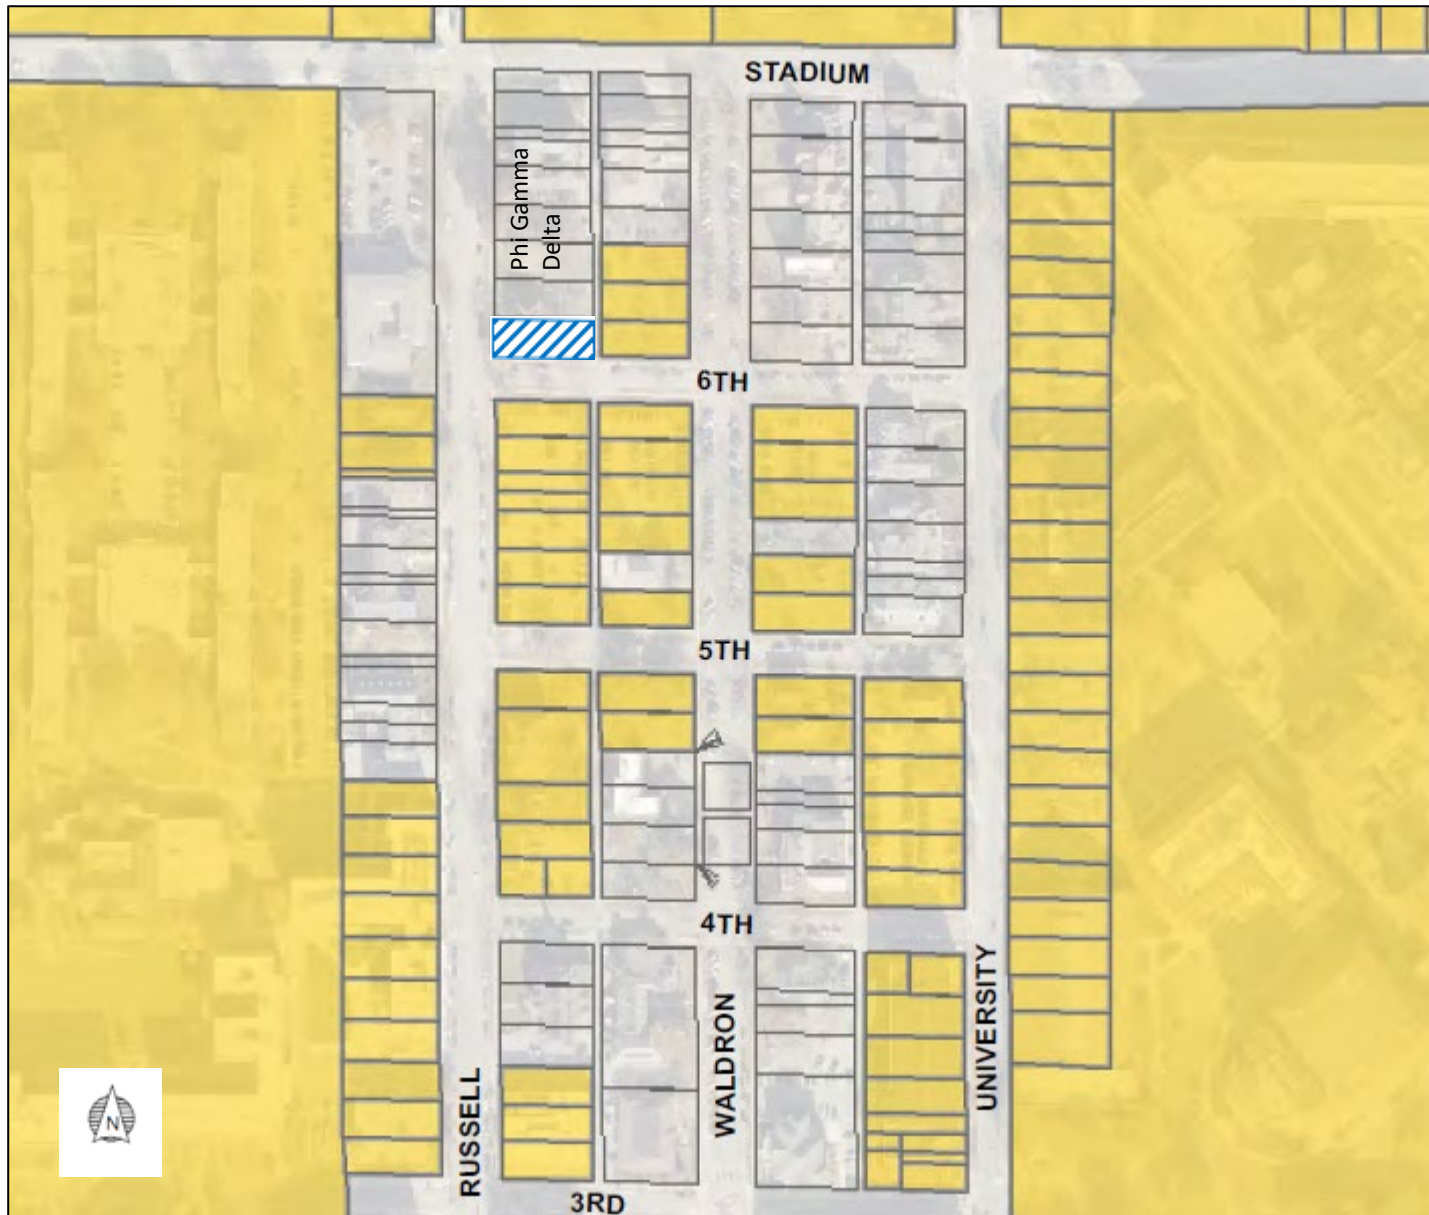 STADIUM
Phi Gamma
Delta
6TH
5TH
4TH
WALDRON
UNIVERSITY
RUSSELL
N
3RD